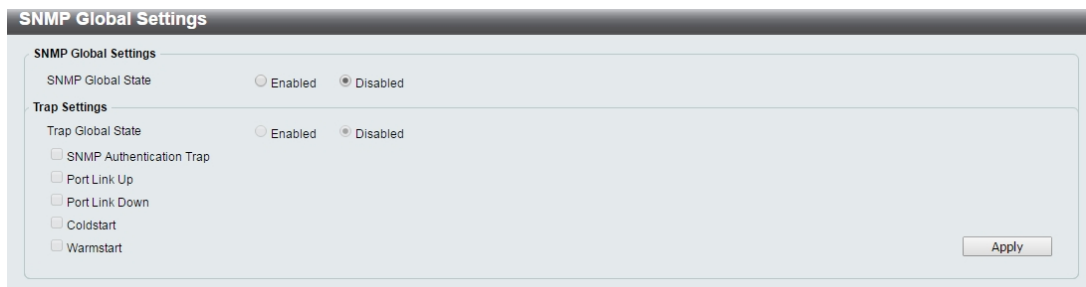 SNMP Global Settings
SNMP Global Settings
SNMP Global State Enabled Disabled
Trap Settings
Trap Global State Enabled Disabled
SNMP Authentication Trap
Port Link Up
Port Link Down
Coldstart
Warmstart
Apply